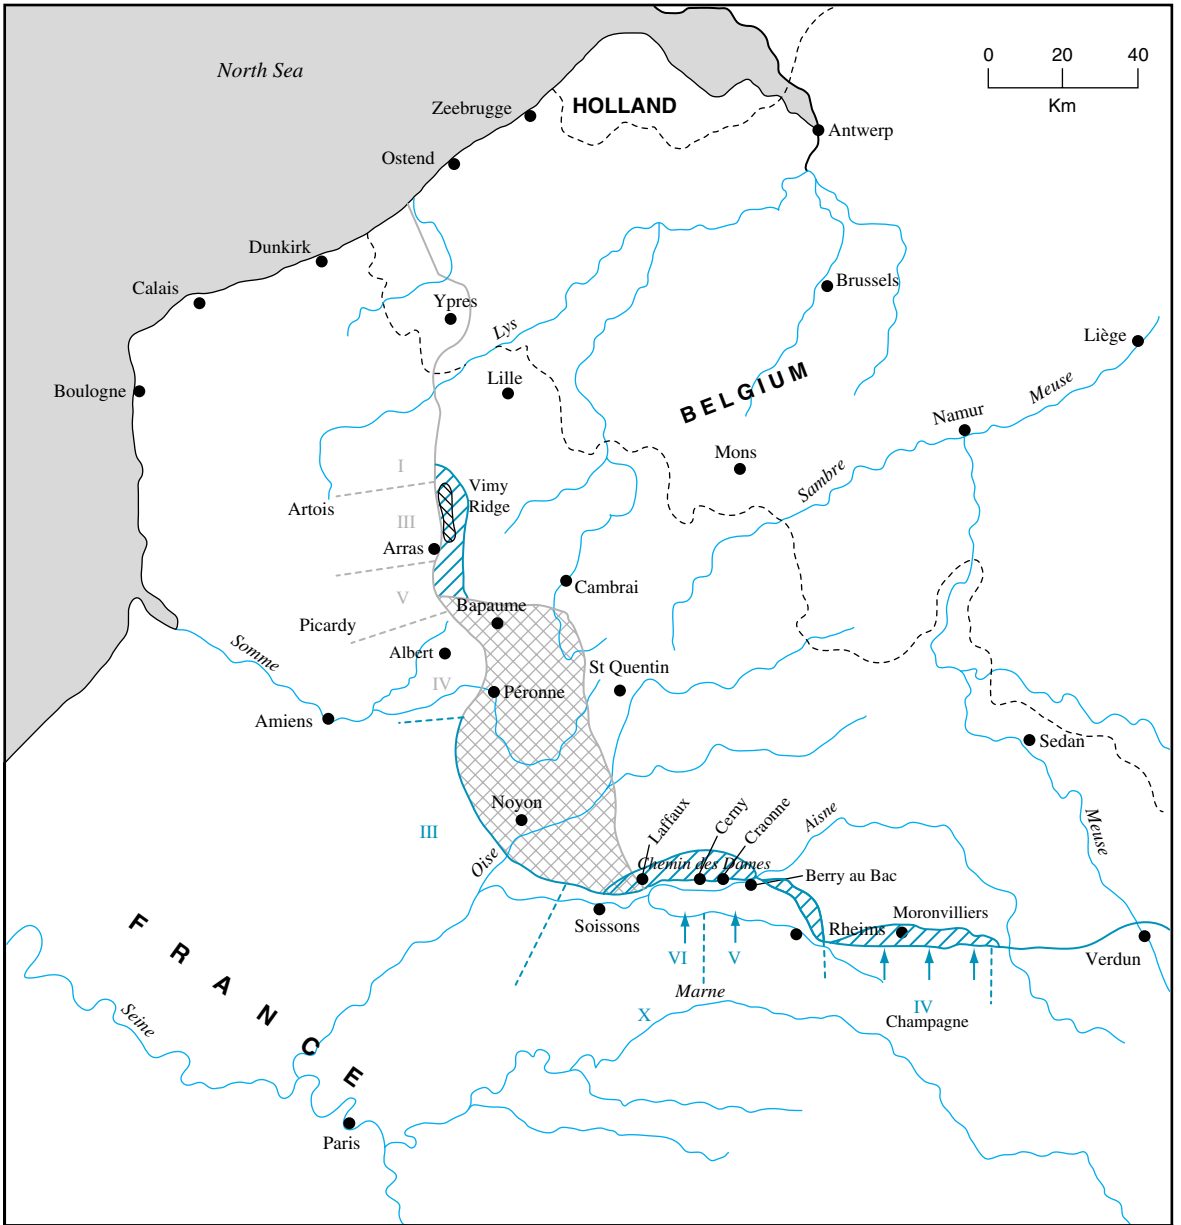 North Sea
0 20 40
Km
Zeebrugge
HOLLAND
Antwerp
Ostend
Dunkirk
Calais
Brussels
Ypres
Lys
Liège
Boulogne
Lille
BELGIUM
Meuse
Namur
Mons
Sambre
I
Vimy
Ridge
Artois
III
Arras
Cambrai
V
Bapaume
Picardy
Somme
Albert
St Quentin
IV
Péronne
Amiens
Sedan
Noyon
Laffaux
Cerny
Craonne
Aisne
Meuse
III
Oise
Chemin des Dames
Berry au Bac
Soissons
Rheims
Moronvilliers
Verdun
FRANCE
VI
V
Marne
Seine
X
IV
Champagne
Paris